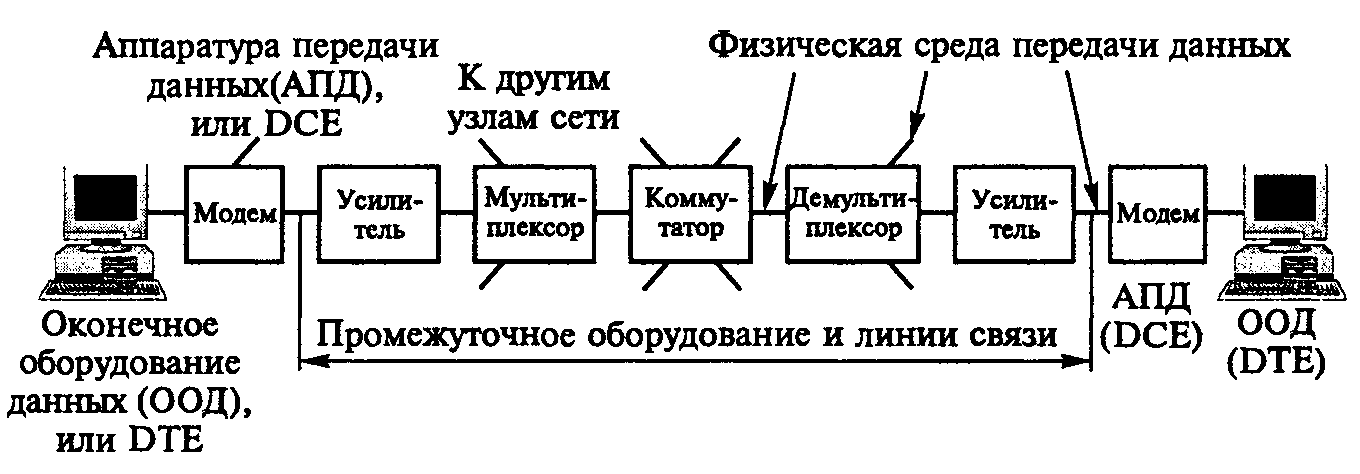 Аппаратура передачи
данных(АПД),
или DCE
К другим
узлам сети
Физическая среда передачи данных
Модем
Усили-
тель
Мульти-
плексор
Комму-
татор
Демульти-
плексор
Усили-
тель
Модем
Оконечное
оборудование
данных (ООД),
или DTE
Промежуточное оборудование и линии связи
АПД
(DCE)
ООД
(DTE)